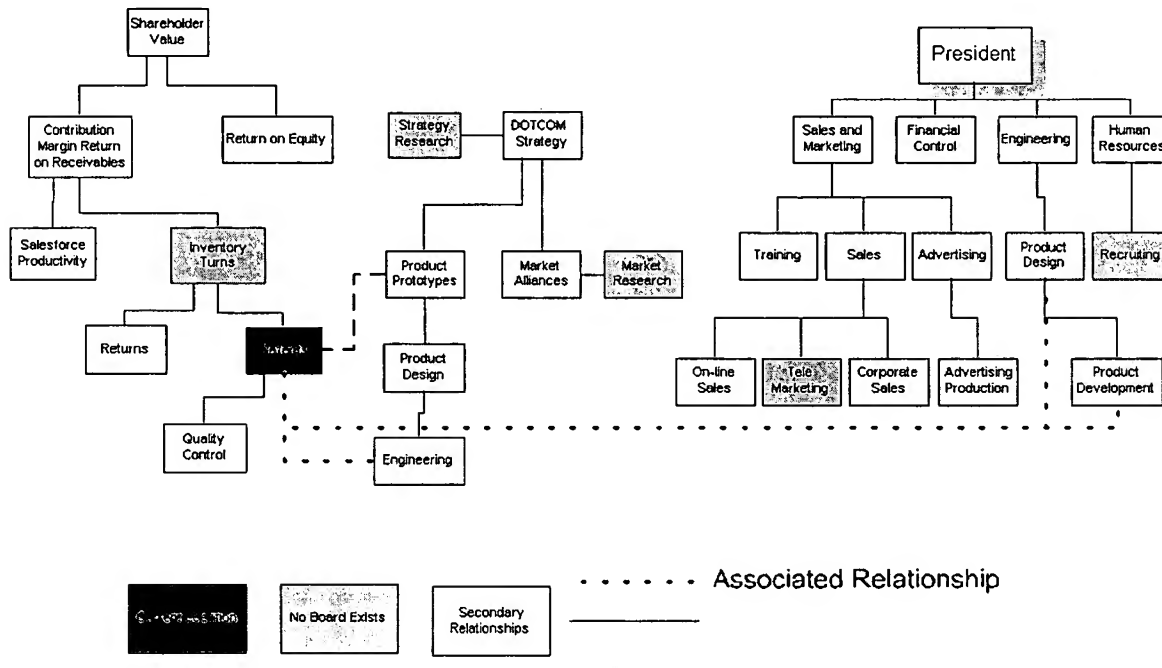 Shareholder
Value
Contribution
Margin Return
on Receivables
Return on Equity
Salesforce
Productivity
Inventory
Turns
Returns
Quality
Control
Strategy
Research
DOTCOM
Strategy
Product
Prototypes
Market
Alliances
Market
Research
Product
Design
Engineering
President
Sales and
Marketing
Financial
Control
Engineering
Human
Resources
Training
Sales
Advertising
Product
Design
Recruiting
On-line
Sales
Tele
Marketing
Corporate
Sales
Advertising
Production
Product
Development
No Board Exists
Secondary
Relationships
Associated Relationship